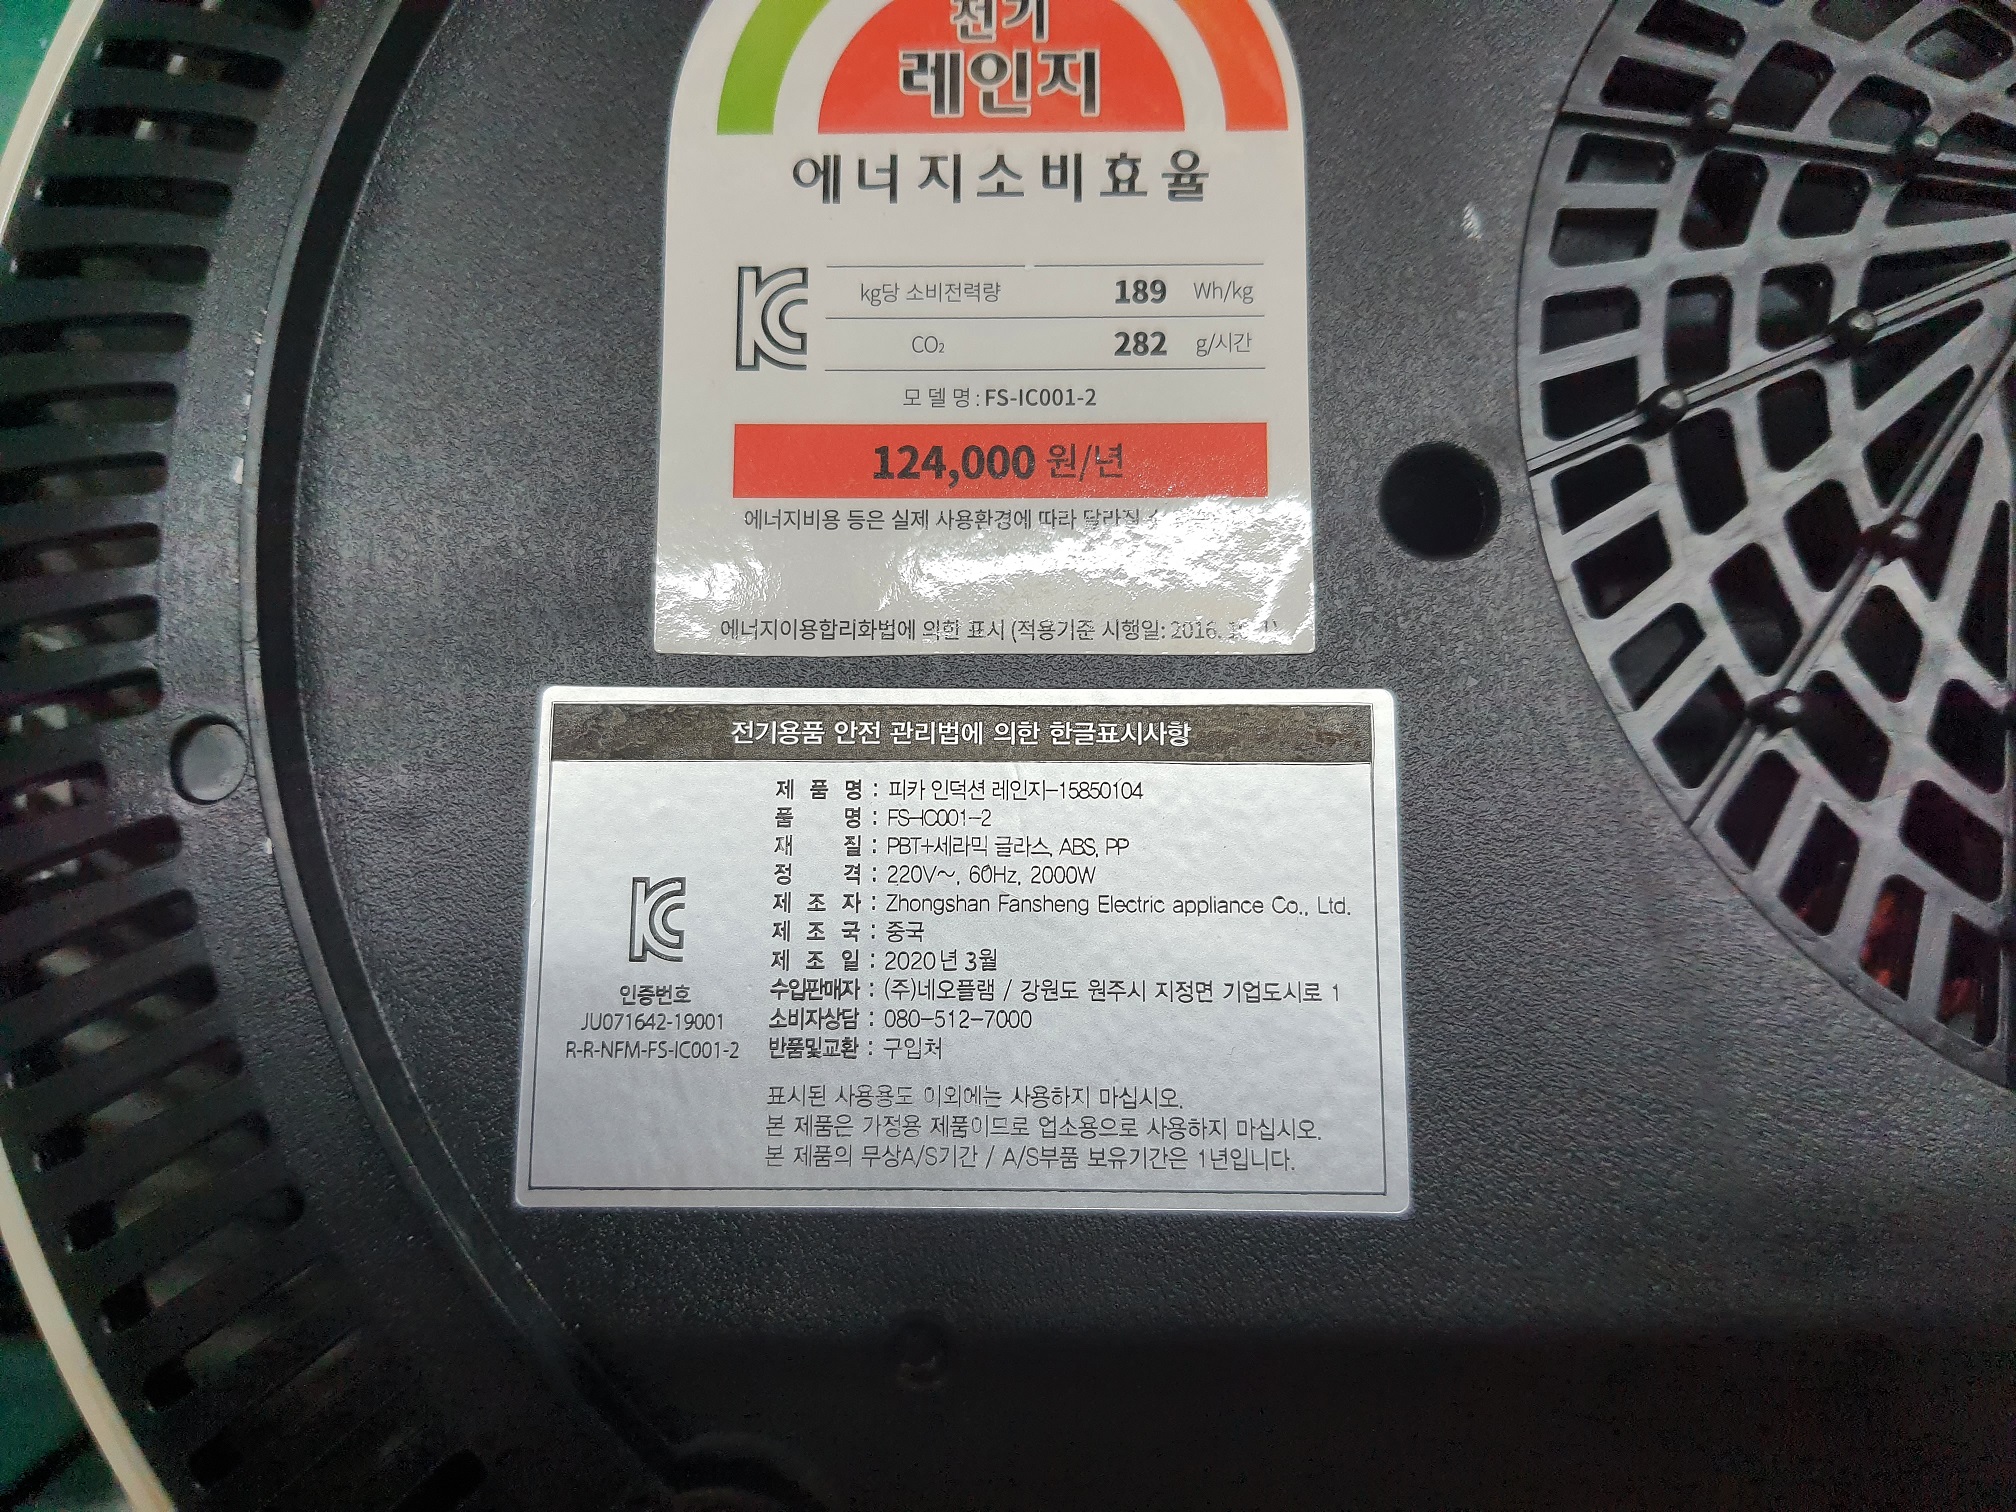 전기
레인지
에너지소비효율
KC
kg당 소비전력량 189 Wh/kg
CO₂ 282 g/시간
모델명 : FS-IC001-2
124,000 원/년
에너지비용 등은 실제 사용환경에 따라 달라질
에너지이용합리화법에 의한 표시 (적용기준 시행일: 2016.
전기용품 안전 관리법에 의한 한글표시사항
제 품 명 : 피카 인덕션 레인지-15850104
품 명 : FS-IC001-2
재 질 : PBT+세라믹 글라스, ABS, PP
정 격 : 220V~, 60Hz, 2000W
제 조 자 : Zhongshan Fansheng Electric appliance Co., Ltd.
제 조 국 : 중국
제 조 일 : 2020년 3월
수입판매자 : (주)네오플램 / 강원도 원주시 지정면 기업도시로 1
소비자상담 : 080-512-7000
반품및교환 : 구입처
KC
인증번호
JU071642-19001
R-R-NFM-FS-IC001-2
표시된 사용용도 이외에는 사용하지 마십시오.
본 제품은 가정용 제품이므로 업소용으로 사용하지 마십시오.
본 제품의 무상A/S기간 / A/S부품 보유기간은 1년입니다.